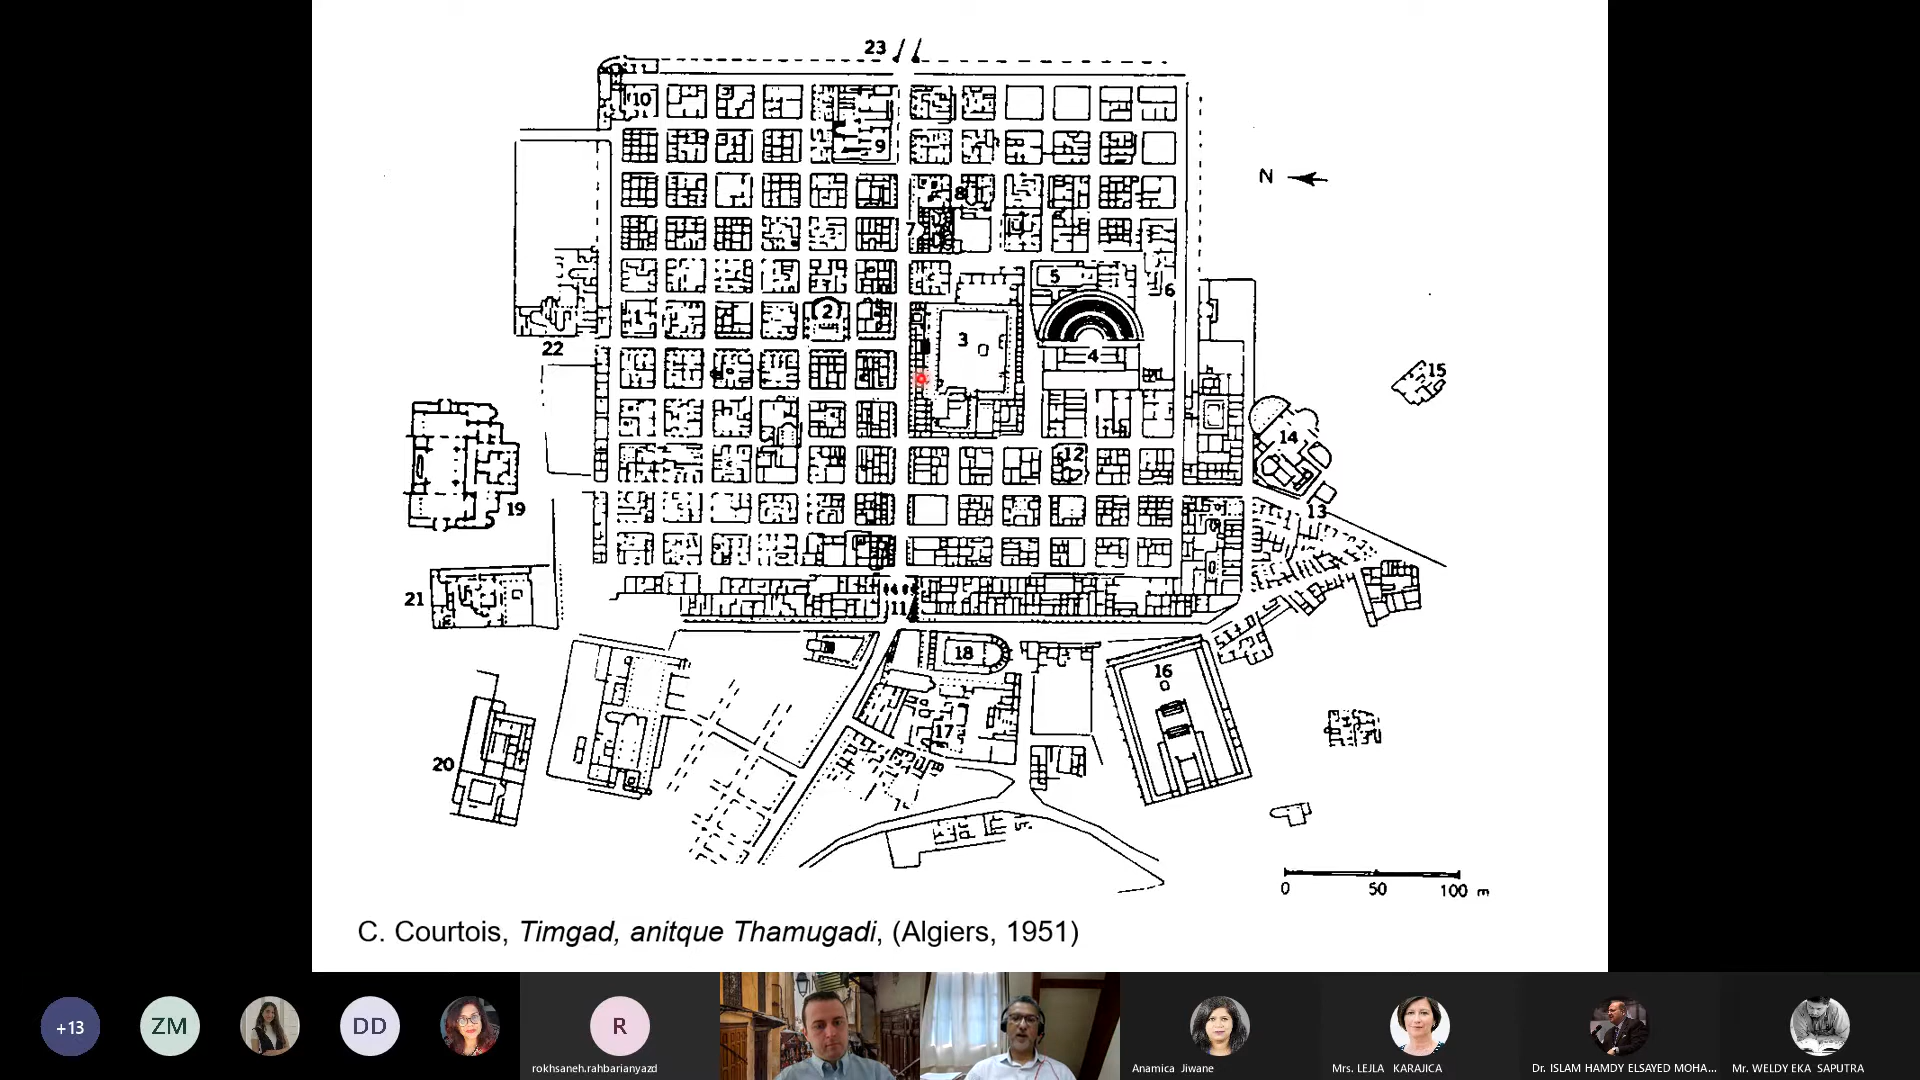 23
10
9
N
8
7
5
6
1
2
3
4
22
15
12
14
19
13
21
11
18
16
17
20
0 50 100 m
C. Courtois, Timgad, anitque Thamugadi, (Algiers, 1951)
+13
ZM
DD
R
rokhsaneh.rahbarianyazd
Anamica Jiwane
Mrs. LEJLA KARAJICA
Dr. ISLAM HAMDY ELSAYED MOHA...
Mr. WELDY EKA SAPUTRA